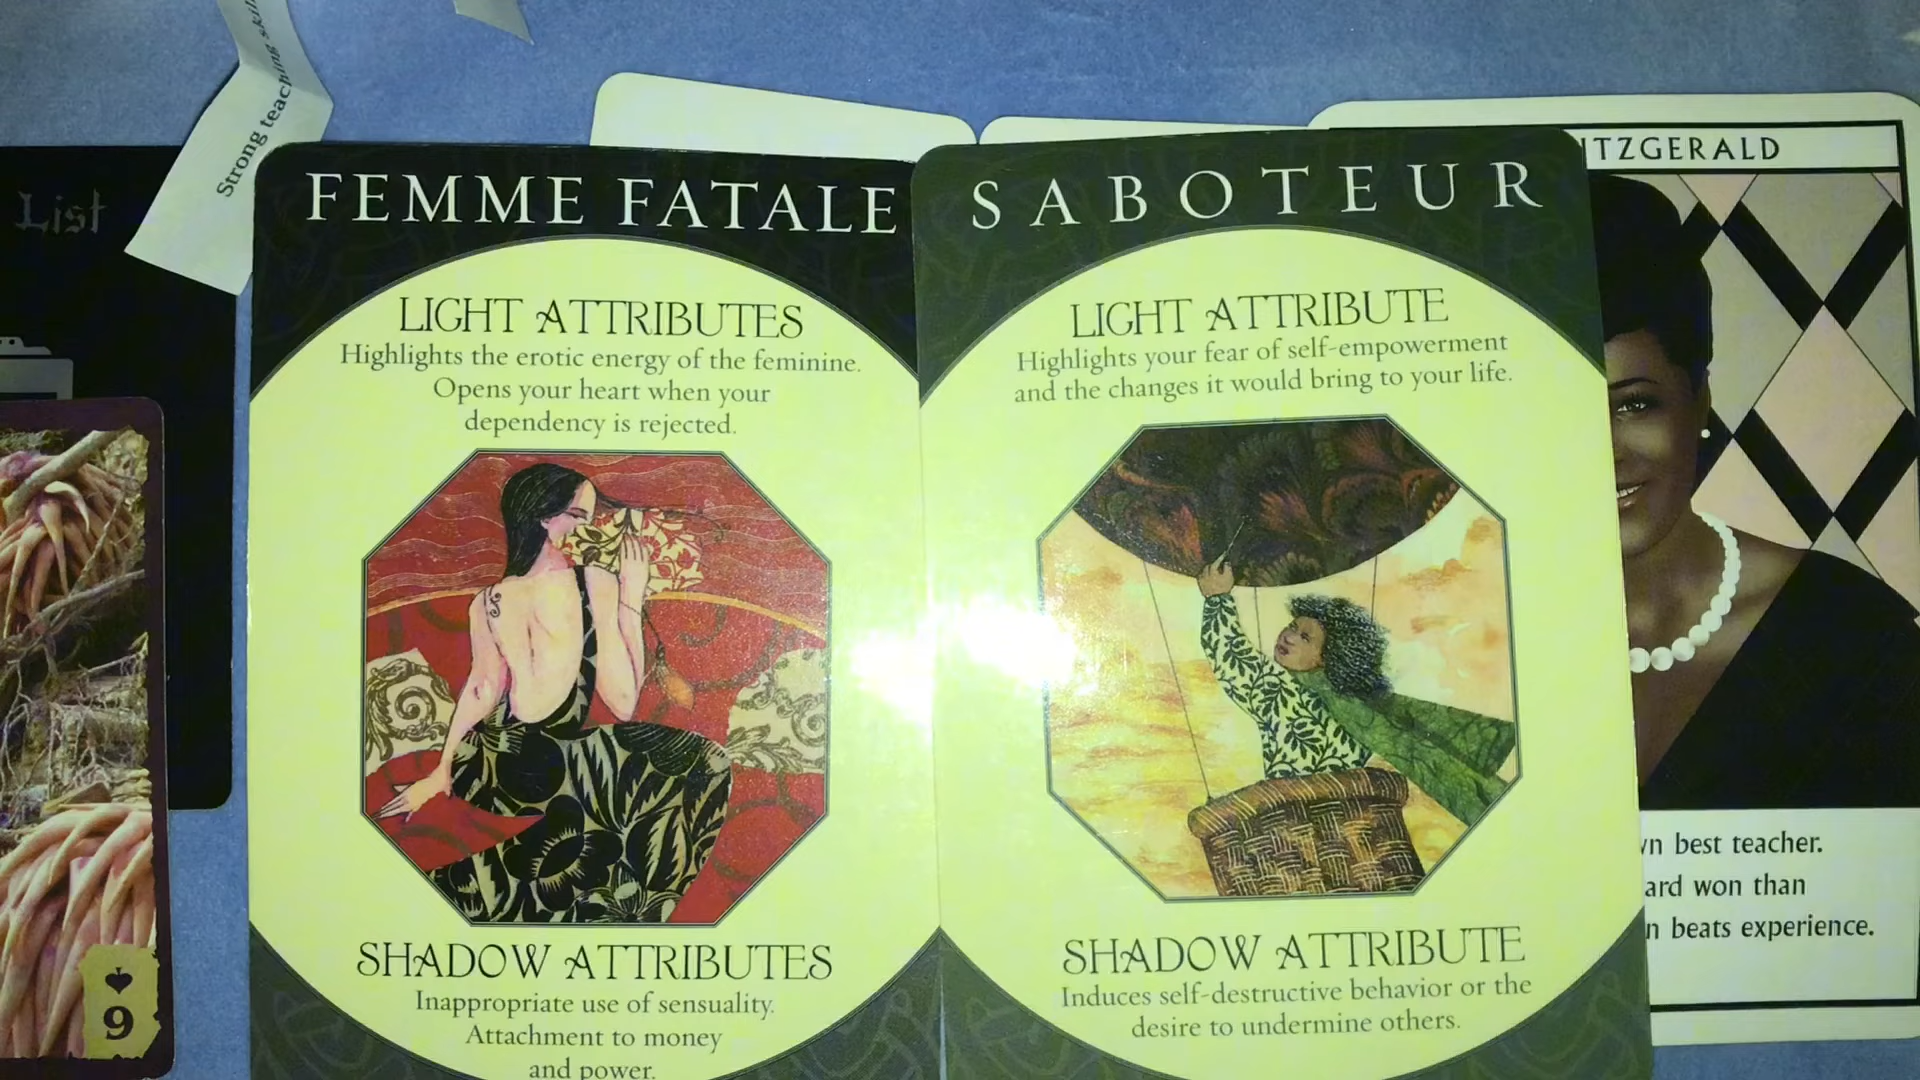 Strong teaching skil
List
FEMME FATALE
LIGHT ATTRIBUTES
Highlights the erotic energy of the feminine.
Opens your heart when your
dependency is rejected.
SHADOW ATTRIBUTES
Inappropriate use of sensuality.
Attachment to money
and power.
SABOTEUR
LIGHT ATTRIBUTE
Highlights your fear of self-empowerment
and the changes it would bring to your life.
SHADOW ATTRIBUTE
Induces self-destructive behavior or the
desire to undermine others.
ITZGERALD
wn best teacher.
ard won than
n beats experience.
9